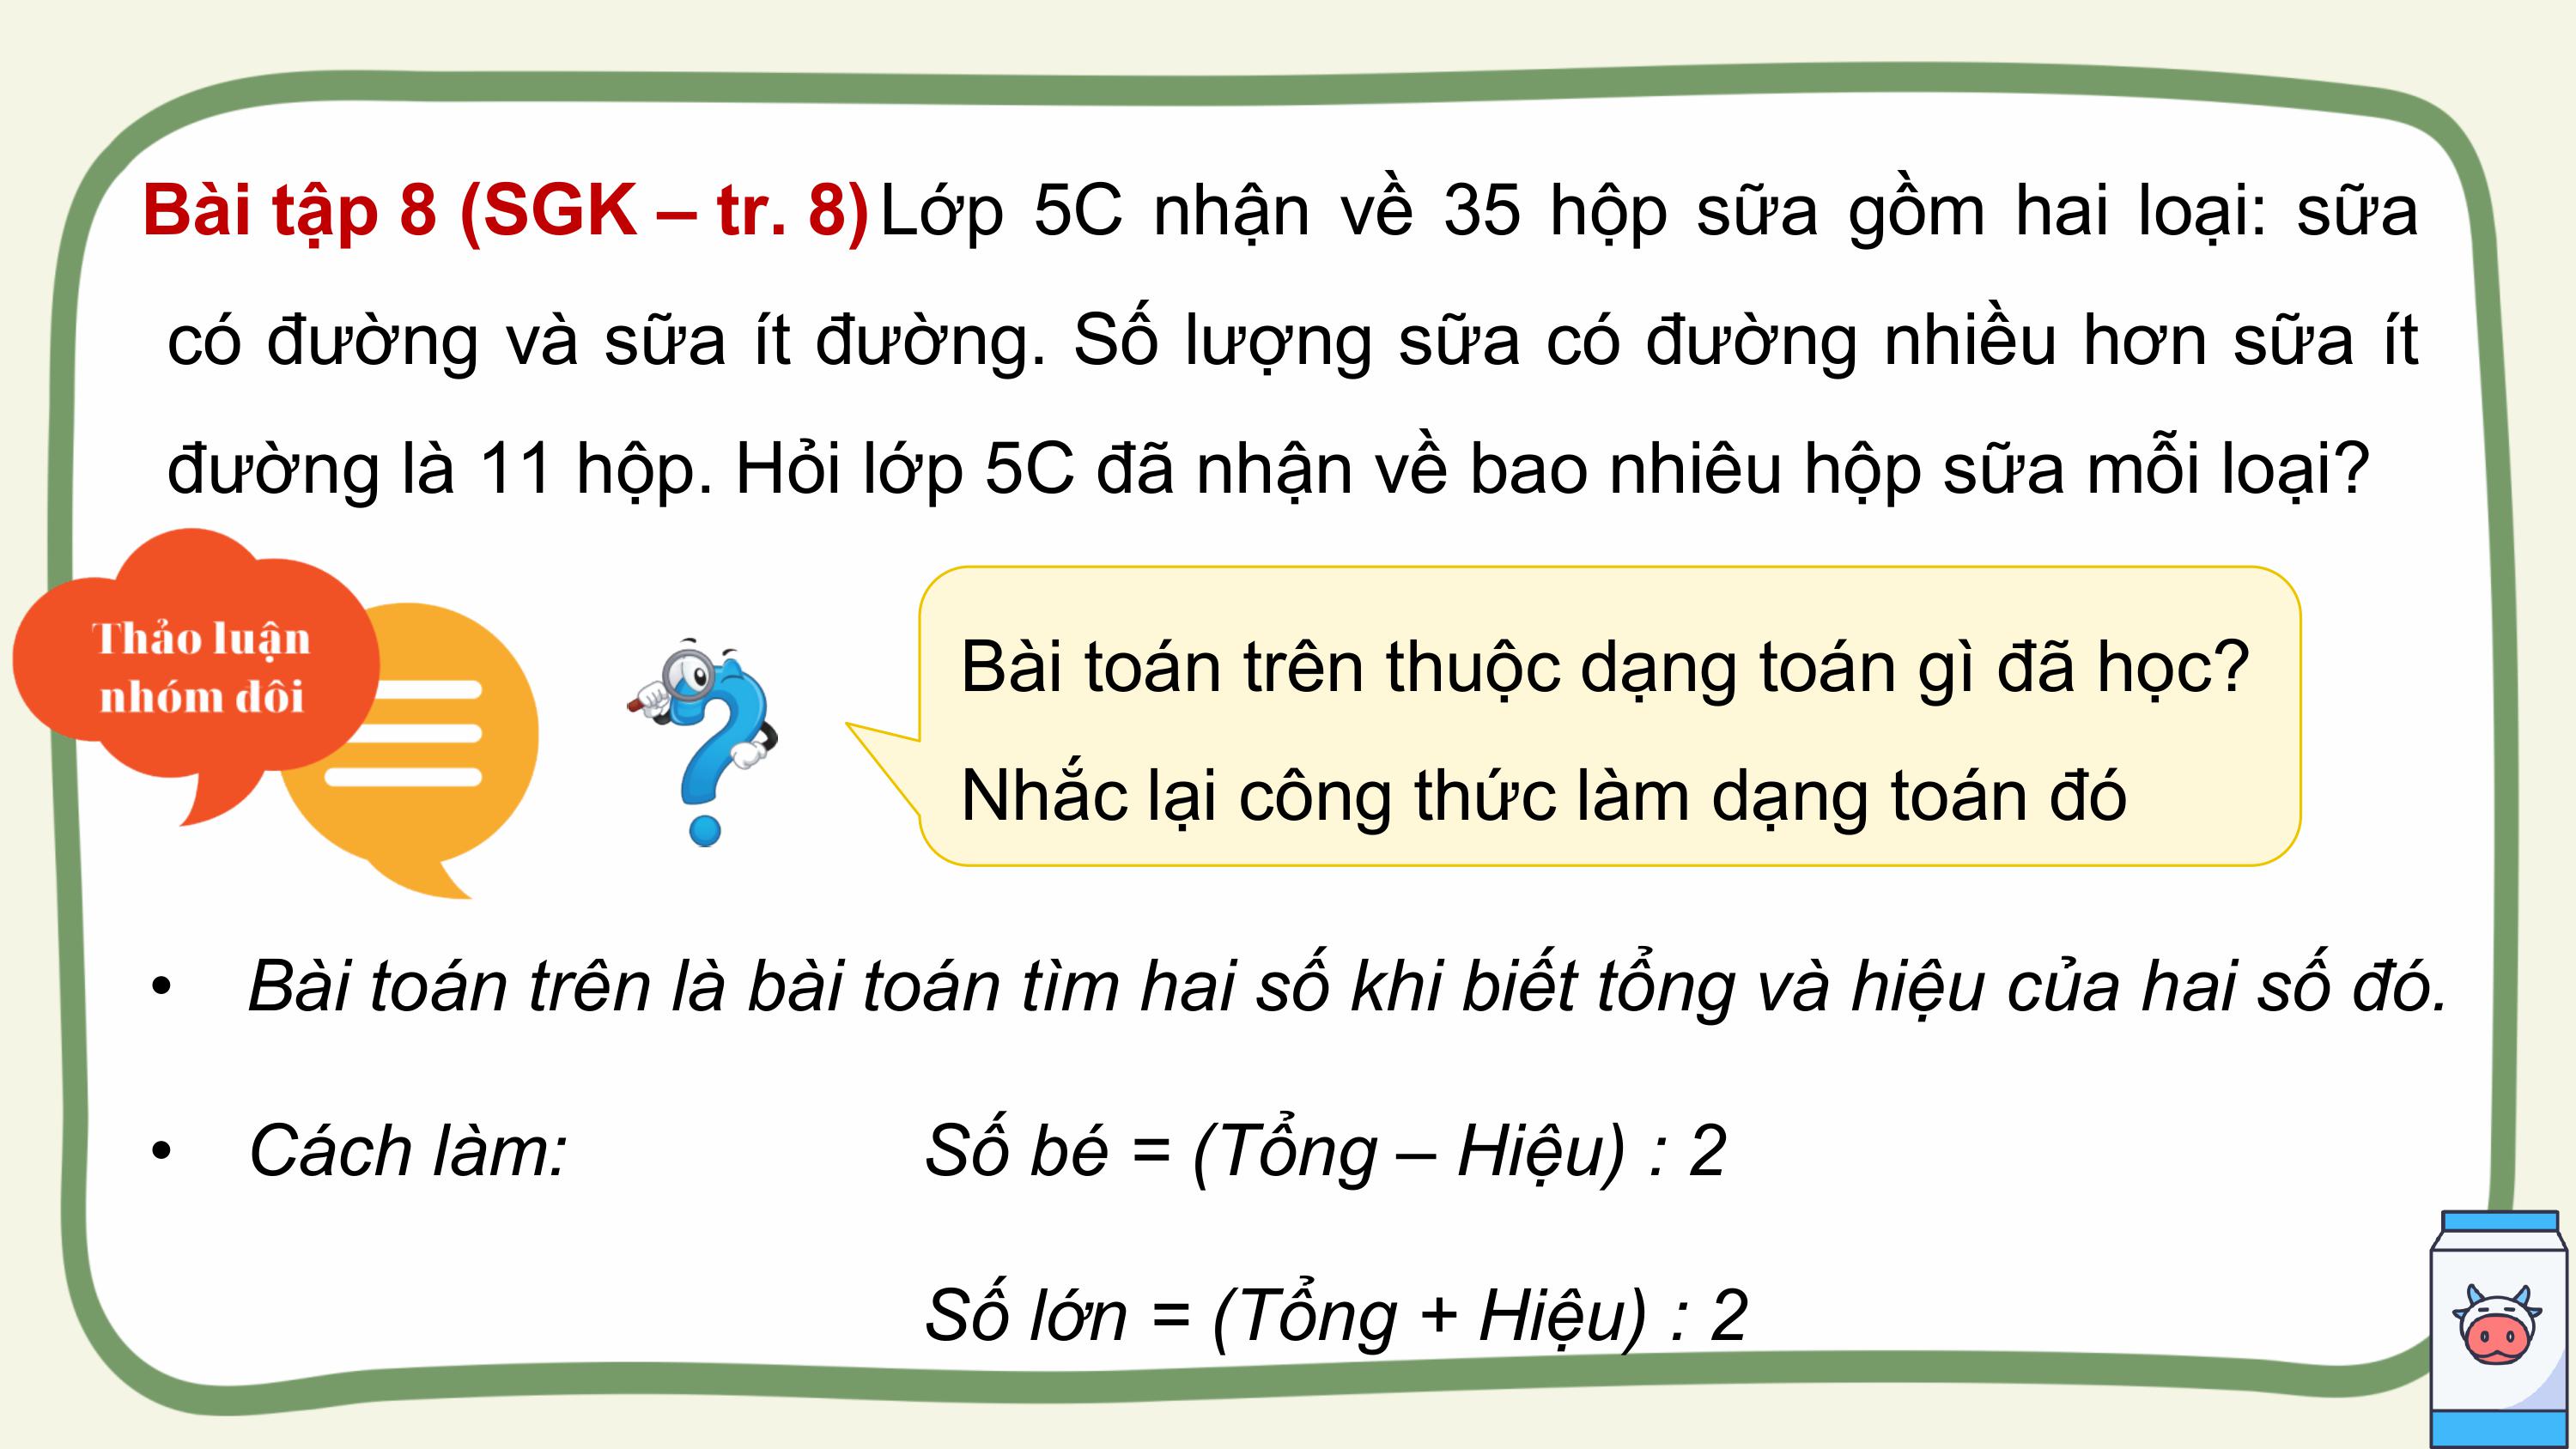 Bài tập 8 (SGK – tr. 8) Lớp 5C nhận về 35 hộp sữa gồm hai loại: sữa
có đường và sữa ít đường. Số lượng sữa có đường nhiều hơn sữa ít
đường là 11 hộp. Hỏi lớp 5C đã nhận về bao nhiêu hộp sữa mỗi loại?
Thảo luận
nhóm đôi
Bài toán trên thuộc dạng toán gì đã học?
Nhắc lại công thức làm dạng toán đó
• Bài toán trên là bài toán tìm hai số khi biết tổng và hiệu của hai số đó.
• Cách làm: Số bé = (Tổng – Hiệu) : 2
Số lớn = (Tổng + Hiệu) : 2